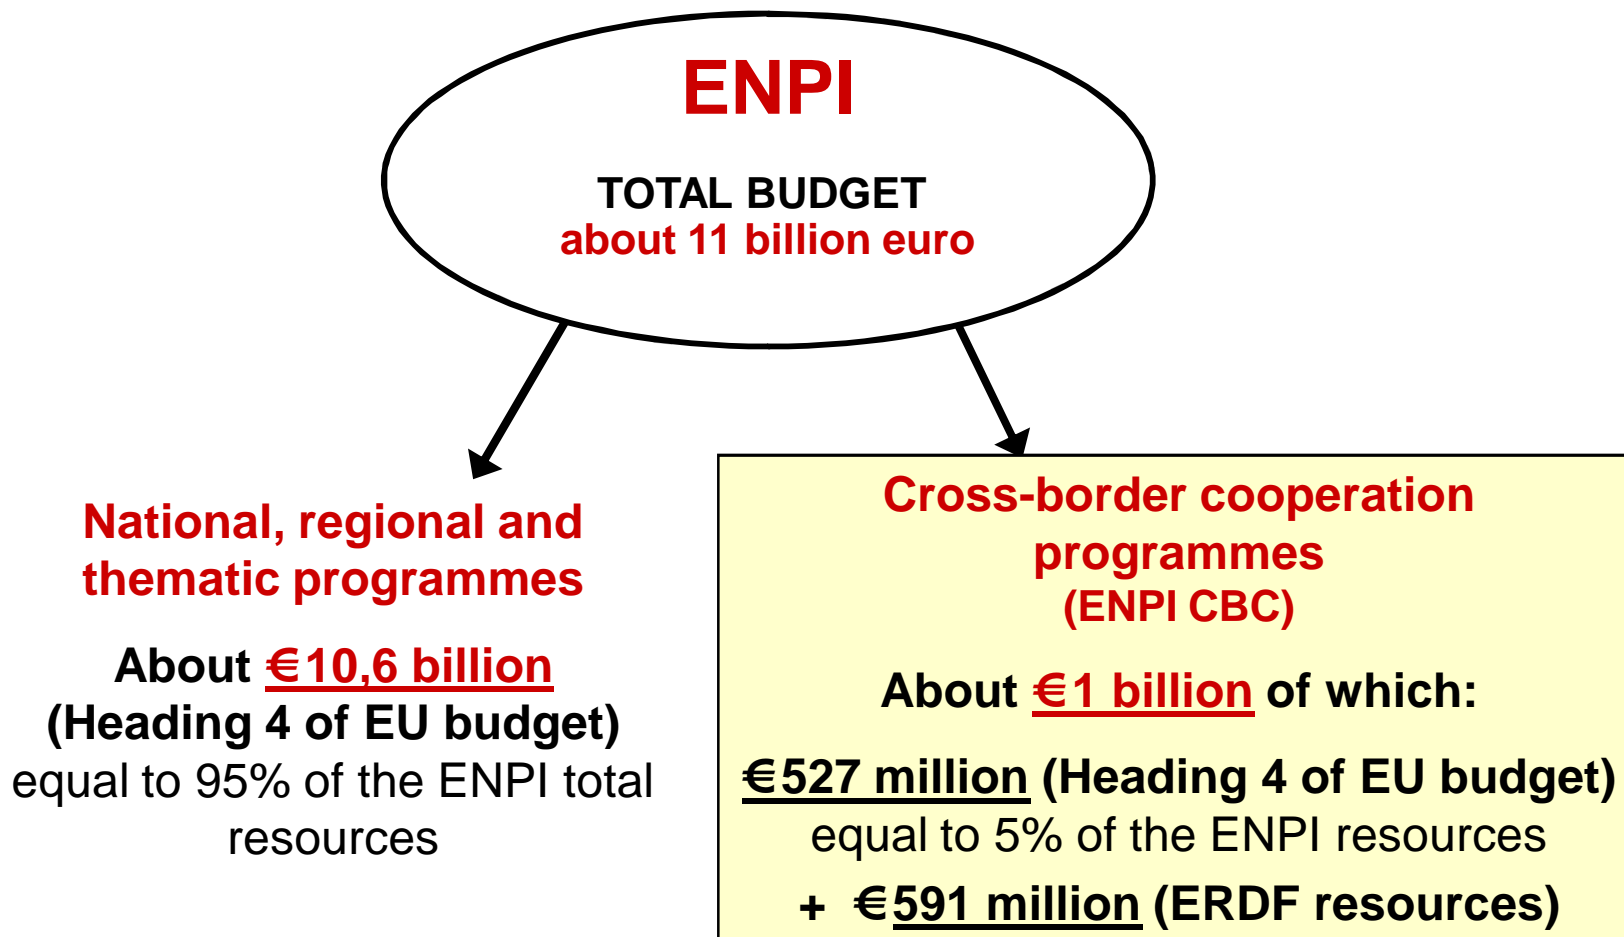 ENPI
TOTAL BUDGET
about 11 billion euro
National, regional and
thematic programmes
About €10,6 billion
(Heading 4 of EU budget)
equal to 95% of the ENPI total
resources
Cross-border cooperation
programmes
(ENPI CBC)
About €1 billion of which:
€527 million (Heading 4 of EU budget)
equal to 5% of the ENPI resources
+ €591 million (ERDF resources)